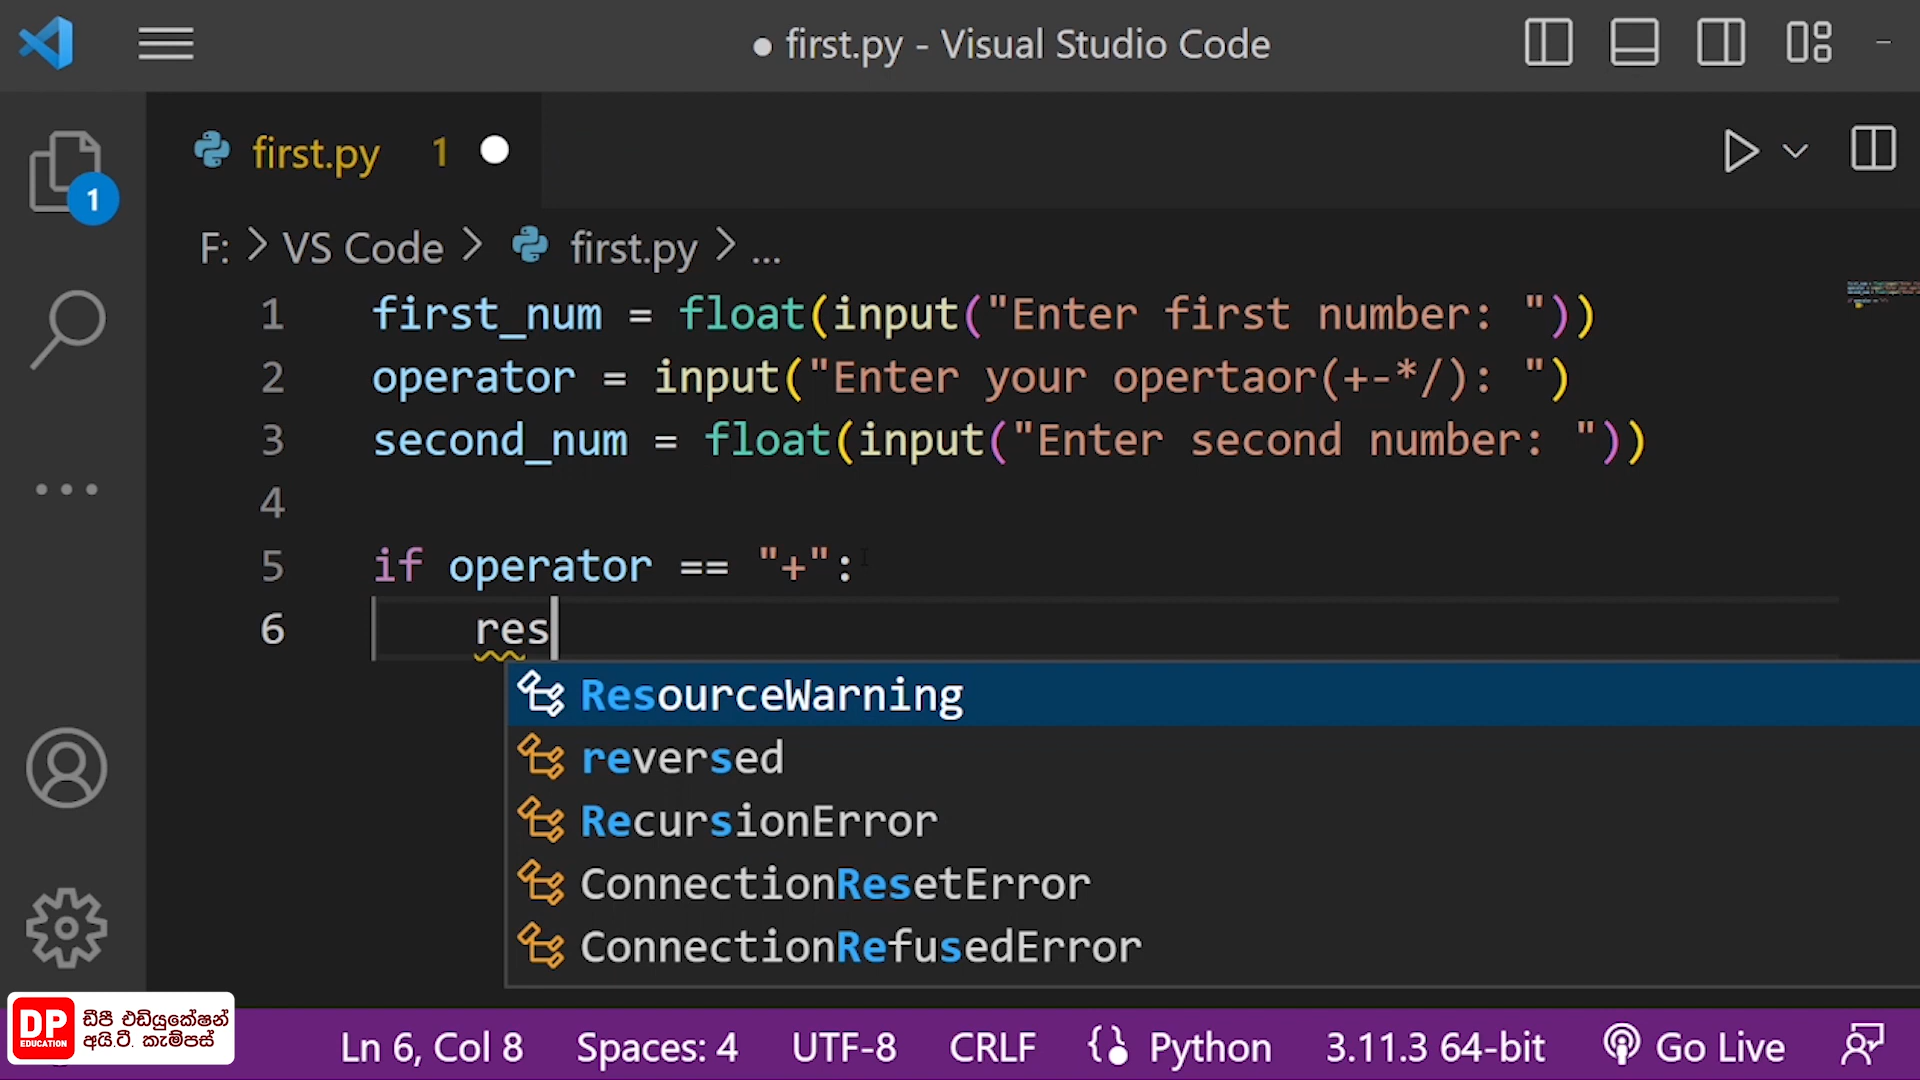 ● first.py - Visual Studio Code
first.py 1
1
F: > VS Code > first.py > ...
1 first_num = float(input("Enter first number: "))
2 operator = input("Enter your opertaor(+-*/): ")
3 second_num = float(input("Enter second number: "))
4
5 if operator == "+":
6 res
ResourceWarning
reversed
RecursionError
ConnectionResetError
ConnectionRefusedError
DP
EDUCATION
ඩීපී එඩියුකේෂන්
අයි.ටී. කැම්පස්
Ln 6, Col 8 Spaces: 4 UTF-8 CRLF Python 3.11.3 64-bit Go Live